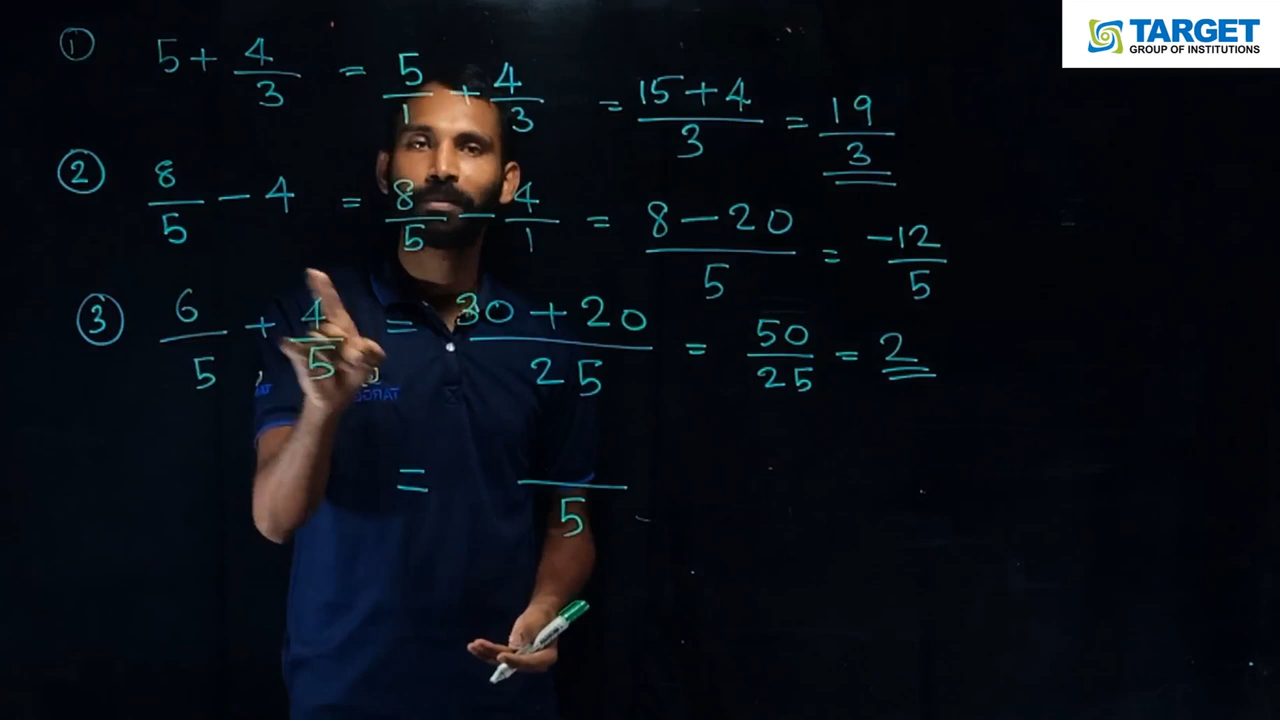 TARGET
GROUP OF INSTITUTIONS
① 5 + 4/3 = 5/1 + 4/3 = (15 + 4)/3 = 19/3
② 8/5 − 4 = 8/5 − 4/1 = (8 − 20)/5 = −12/5
③ 6/5 + 4/5 = (30 + 20)/25 = 50/25 = 2
= /5